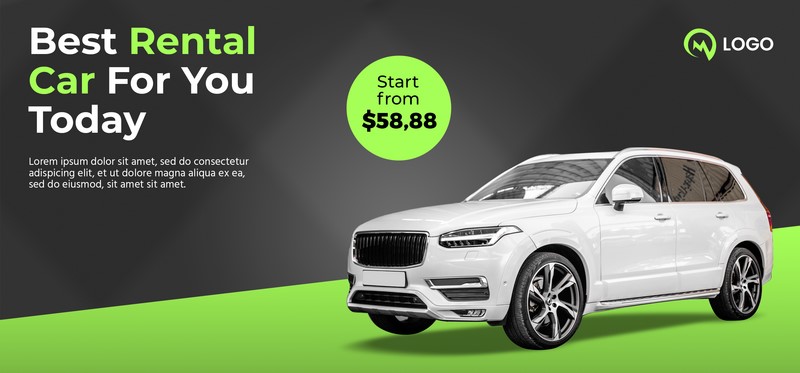 Best Rental
Car For You
Today
Lorem ipsum dolor sit amet, sed do consectetur
adipiscing elit, et ut dolore magna aliqua ex ea,
sed do eiusmod, sit amet sit amet.
Start
from
$58,88
LOGO